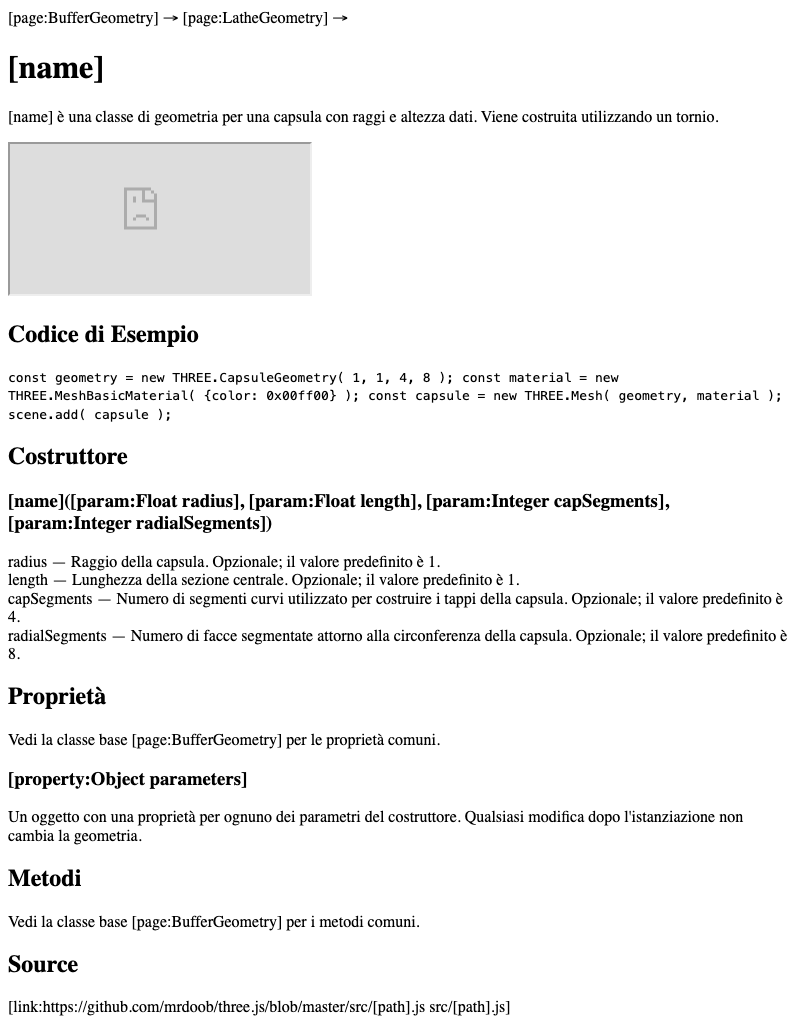 [page:BufferGeometry] → [page:LatheGeometry] →
[name]
[name] è una classe di geometria per una capsula con raggi e altezza dati. Viene costruita utilizzando un tornio.
Codice di Esempio
const geometry = new THREE.CapsuleGeometry( 1, 1, 4, 8 ); const material = new
THREE.MeshBasicMaterial( {color: 0x00ff00} ); const capsule = new THREE.Mesh( geometry, material );
scene.add( capsule );
Costruttore
[name]([param:Float radius], [param:Float length], [param:Integer capSegments],
[param:Integer radialSegments])
radius — Raggio della capsula. Opzionale; il valore predefinito è 1.
length — Lunghezza della sezione centrale. Opzionale; il valore predefinito è 1.
capSegments — Numero di segmenti curvi utilizzato per costruire i tappi della capsula. Opzionale; il valore predefinito è
4.
radialSegments — Numero di facce segmentate attorno alla circonferenza della capsula. Opzionale; il valore predefinito è
8.
Proprietà
Vedi la classe base [page:BufferGeometry] per le proprietà comuni.
[property:Object parameters]
Un oggetto con una proprietà per ognuno dei parametri del costruttore. Qualsiasi modifica dopo l'istanziazione non
cambia la geometria.
Metodi
Vedi la classe base [page:BufferGeometry] per i metodi comuni.
Source
[link:https://github.com/mrdoob/three.js/blob/master/src/[path].js src/[path].js]